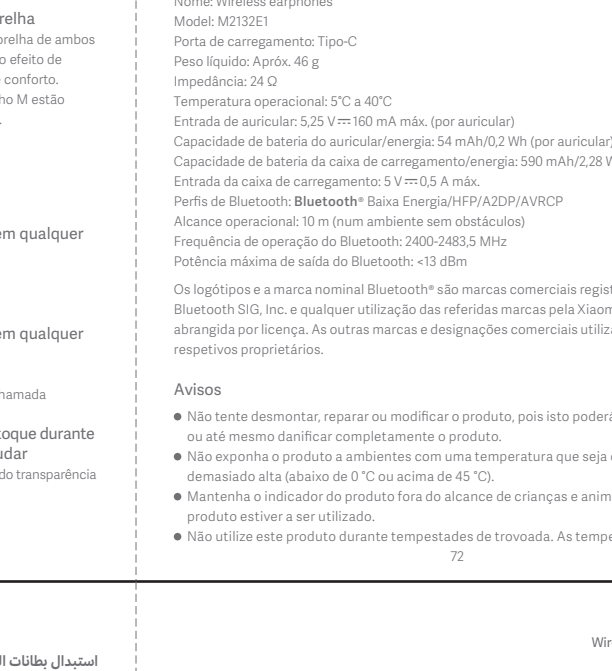 relha
orelha de ambos
o efeito de
conforto.
ho M estão
em qualquer
em qualquer
hamada
toque durante
udar
do transparência
Nome: Wireless earphones
Model: M2132E1
Porta de carregamento: Tipo-C
Peso líquido: Apróx. 46 g
Impedância: 24 Ω
Temperatura operacional: 5°C a 40°C
Entrada de auricular: 5,25 V⎓160 mA máx. (por auricular)
Capacidade de bateria do auricular/energia: 54 mAh/0,2 Wh (por auricular)
Capacidade de bateria da caixa de carregamento/energia: 590 mAh/2,28 W
Entrada da caixa de carregamento: 5 V⎓0,5 A máx.
Perfis de Bluetooth: Bluetooth® Baixa Energia/HFP/A2DP/AVRCP
Alcance operacional: 10 m (num ambiente sem obstáculos)
Frequência de operação do Bluetooth: 2400-2483,5 MHz
Potência máxima de saída do Bluetooth: <13 dBm
Os logótipos e a marca nominal Bluetooth® são marcas comerciais regist
Bluetooth SIG, Inc. e qualquer utilização das referidas marcas pela Xiaom
abrangida por licença. As outras marcas e designações comerciais utiliza
respetivos proprietários.
Avisos
● Não tente desmontar, reparar ou modificar o produto, pois isto poderá
ou até mesmo danificar completamente o produto.
● Não exponha o produto a ambientes com uma temperatura que seja
demasiado alta (abaixo de 0 °C ou acima de 45 °C).
● Mantenha o indicador do produto fora do alcance de crianças e anim
produto estiver a ser utilizado.
● Não utilize este produto durante tempestades de trovoada. As tempe
72
Wir
استبدال بطانات ال